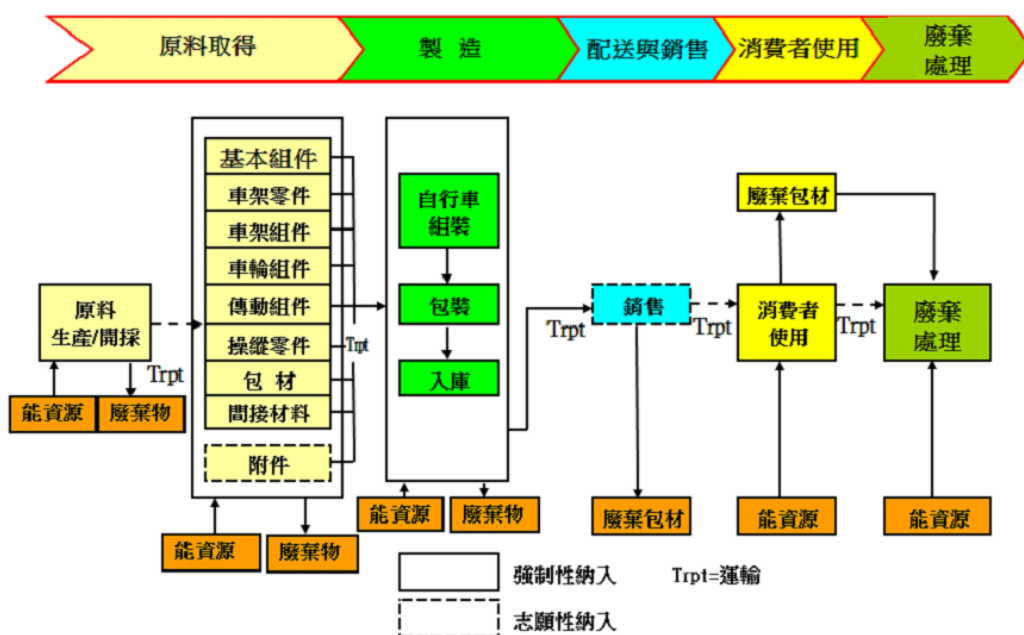 原料取得
製 造
配送與銷售
消費者使用
廢棄
處理
基本組件
車架零件
車架組件
車輪組件
傳動組件
操縱零件
包 材
間接材料
附件
Trpt
原料
生產/開採
Trpt
能資源
廢棄物
能資源
廢棄物
自行車
組裝
包裝
入庫
能資源
廢棄物
Trpt
銷售
廢棄包材
Trpt
廢棄包材
消費者
使用
能資源
Trpt
廢棄
處理
能資源
強制性納入
Trpt=運輸
志願性納入